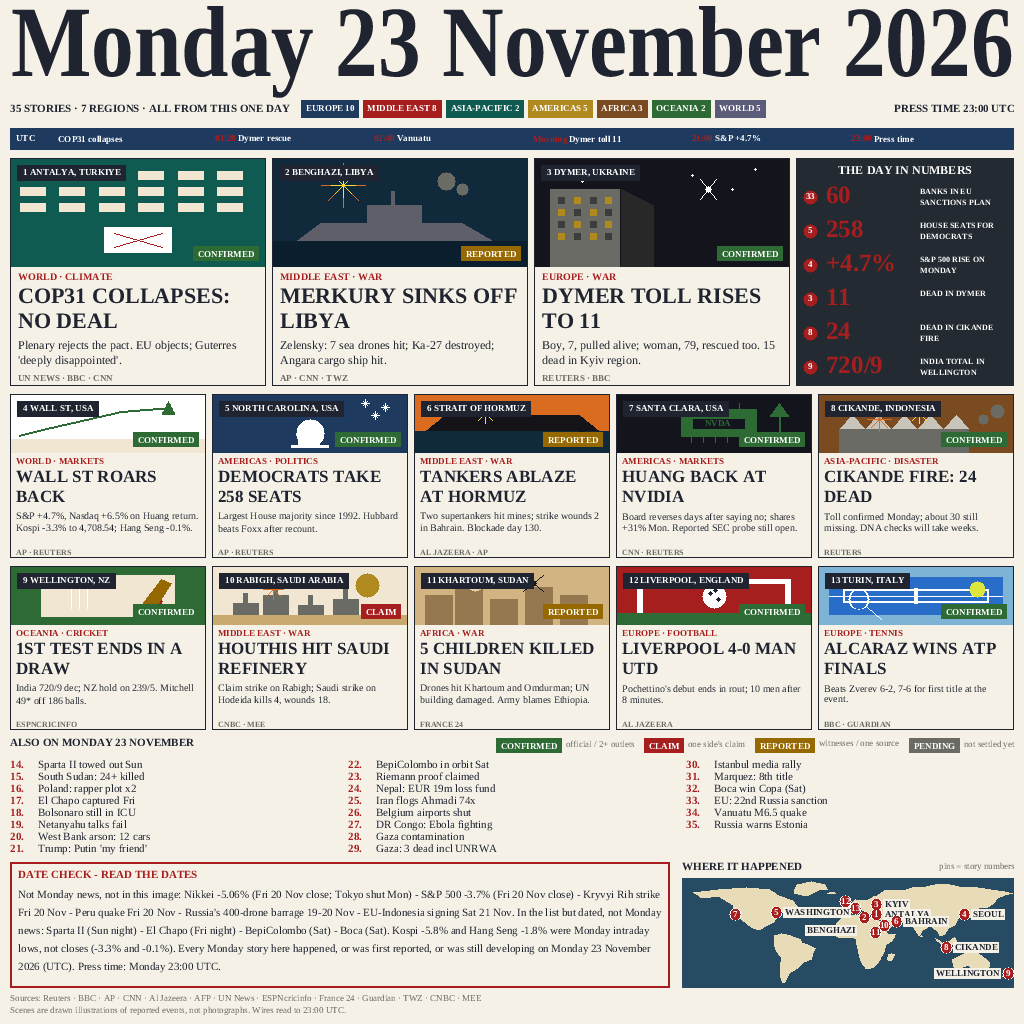 Monday 23 November 2026
35 STORIES · 7 REGIONS · ALL FROM THIS ONE DAY
EUROPE 10
MIDDLE EAST 8
ASIA-PACIFIC 2
AMERICAS 5
AFRICA 3
OCEANIA 2
WORLD 5
PRESS TIME 23:00 UTC
UTC
COP31 collapses
Dymer rescue
Vanuatu
Morning Dymer toll 11
21:00 S&P +4.7%
23:00 Press time
1 ANTALYA, TURKIYE
CONFIRMED
WORLD · CLIMATE
COP31 COLLAPSES:
NO DEAL
Plenary rejects the pact. EU objects; Guterres
'deeply disappointed'.
UN NEWS · BBC · CNN
2 BENGHAZI, LIBYA
REPORTED
MIDDLE EAST · WAR
MERKURY SINKS OFF
LIBYA
Zelensky: 7 sea drones hit; Ka-27 destroyed;
Angara cargo ship hit.
AP · CNN · TWZ
3 DYMER, UKRAINE
CONFIRMED
EUROPE · WAR
DYMER TOLL RISES
TO 11
Boy, 7, pulled alive; woman, 79, rescued too. 15
dead in Kyiv region.
REUTERS · BBC
THE DAY IN NUMBERS
33 60 BANKS IN EU
SANCTIONS PLAN
5 258 HOUSE SEATS FOR
DEMOCRATS
4 +4.7% S&P 500 RISE ON
MONDAY
3 11 DEAD IN DYMER
8 24 DEAD IN CIKANDE
FIRE
9 720/9 INDIA TOTAL IN
WELLINGTON
4 WALL ST, USA
CONFIRMED
WORLD · MARKETS
WALL ST ROARS
BACK
S&P +4.7%, Nasdaq +6.5% on Huang return.
Kospi -3.3% to 4,708.54; Hang Seng -0.1%.
AP · REUTERS
5 NORTH CAROLINA, USA
CONFIRMED
AMERICAS · POLITICS
DEMOCRATS TAKE
258 SEATS
Largest House majority since 1992. Hubbard
beats Foxx after recount.
AP · REUTERS
6 STRAIT OF HORMUZ
REPORTED
MIDDLE EAST · WAR
TANKERS ABLAZE
AT HORMUZ
Two supertankers hit mines; strike wounds 2
in Bahrain. Blockade day 130.
AL JAZEERA · AP
7 SANTA CLARA, USA
NVDA
CONFIRMED
AMERICAS · MARKETS
HUANG BACK AT
NVIDIA
Board reverses days after saying no; shares
+31% Mon. Reported SEC probe still open.
CNN · REUTERS
8 CIKANDE, INDONESIA
CONFIRMED
ASIA-PACIFIC · DISASTER
CIKANDE FIRE: 24
DEAD
Toll confirmed Monday; about 30 still
missing. DNA checks will take weeks.
REUTERS
9 WELLINGTON, NZ
CONFIRMED
OCEANIA · CRICKET
1ST TEST ENDS IN A
DRAW
India 720/9 dec; NZ hold on 239/5. Mitchell
49* off 186 balls.
ESPNCRICINFO
10 RABIGH, SAUDI ARABIA
CLAIM
MIDDLE EAST · WAR
HOUTHIS HIT SAUDI
REFINERY
Claim strike on Rabigh; Saudi strike on
Hodeida kills 4, wounds 18.
CNBC · MEE
11 KHARTOUM, SUDAN
REPORTED
AFRICA · WAR
5 CHILDREN KILLED
IN SUDAN
Drones hit Khartoum and Omdurman; UN
building damaged. Army blames Ethiopia.
FRANCE 24
12 LIVERPOOL, ENGLAND
CONFIRMED
EUROPE · FOOTBALL
LIVERPOOL 4-0 MAN
UTD
Pochettino's debut ends in rout; 10 men after
8 minutes.
AL JAZEERA
13 TURIN, ITALY
CONFIRMED
EUROPE · TENNIS
ALCARAZ WINS ATP
FINALS
Beats Zverev 6-2, 7-6 for first title at the
event.
BBC · GUARDIAN
ALSO ON MONDAY 23 NOVEMBER
CONFIRMED official / 2+ outlets
CLAIM one side's claim
REPORTED witnesses / one source
PENDING not settled yet
14. Sparta II towed out Sun
15. South Sudan: 24+ killed
16. Poland: rapper plot x2
17. El Chapo captured Fri
18. Bolsonaro still in ICU
19. Netanyahu talks fail
20. West Bank arson: 12 cars
21. Trump: Putin 'my friend'
22. BepiColombo in orbit Sat
23. Riemann proof claimed
24. Nepal: EUR 19m loss fund
25. Iran flogs Ahmadi 74x
26. Belgium airports shut
27. DR Congo: Ebola fighting
28. Gaza contamination
29. Gaza: 3 dead incl UNRWA
30. Istanbul media rally
31. Marquez: 8th title
32. Boca win Copa (Sat)
33. EU: 22nd Russia sanction
34. Vanuatu M6.5 quake
35. Russia warns Estonia
DATE CHECK - READ THE DATES
Not Monday news, not in this image: Nikkei -5.06% (Fri 20 Nov close; Tokyo shut Mon) - S&P 500 -3.7% (Fri 20 Nov close) - Kryvyi Rih strike
Fri 20 Nov - Peru quake Fri 20 Nov - Russia's 400-drone barrage 19-20 Nov - EU-Indonesia signing Sat 21 Nov. In the list but dated, not Monday
news: Sparta II (Sun night) - El Chapo (Fri night) - BepiColombo (Sat) - Boca (Sat). Kospi -5.8% and Hang Seng -1.8% were Monday intraday
lows, not closes (-3.3% and -0.1%). Every Monday story here happened, or was first reported, or was still developing on Monday 23 November
2026 (UTC). Press time: Monday 23:00 UTC.
WHERE IT HAPPENED
pins = story numbers
7
5 WASHINGTON
12
13
3 KYIV
1 ANTALYA
2
BENGHAZI
6 BAHRAIN
10
11
4 SEOUL
8 CIKANDE
WELLINGTON 9
Sources: Reuters · BBC · AP · CNN · Al Jazeera · AFP · UN News · ESPNcricinfo · France 24 · Guardian · TWZ · CNBC · MEE
Scenes are drawn illustrations of reported events, not photographs. Wires read to 23:00 UTC.